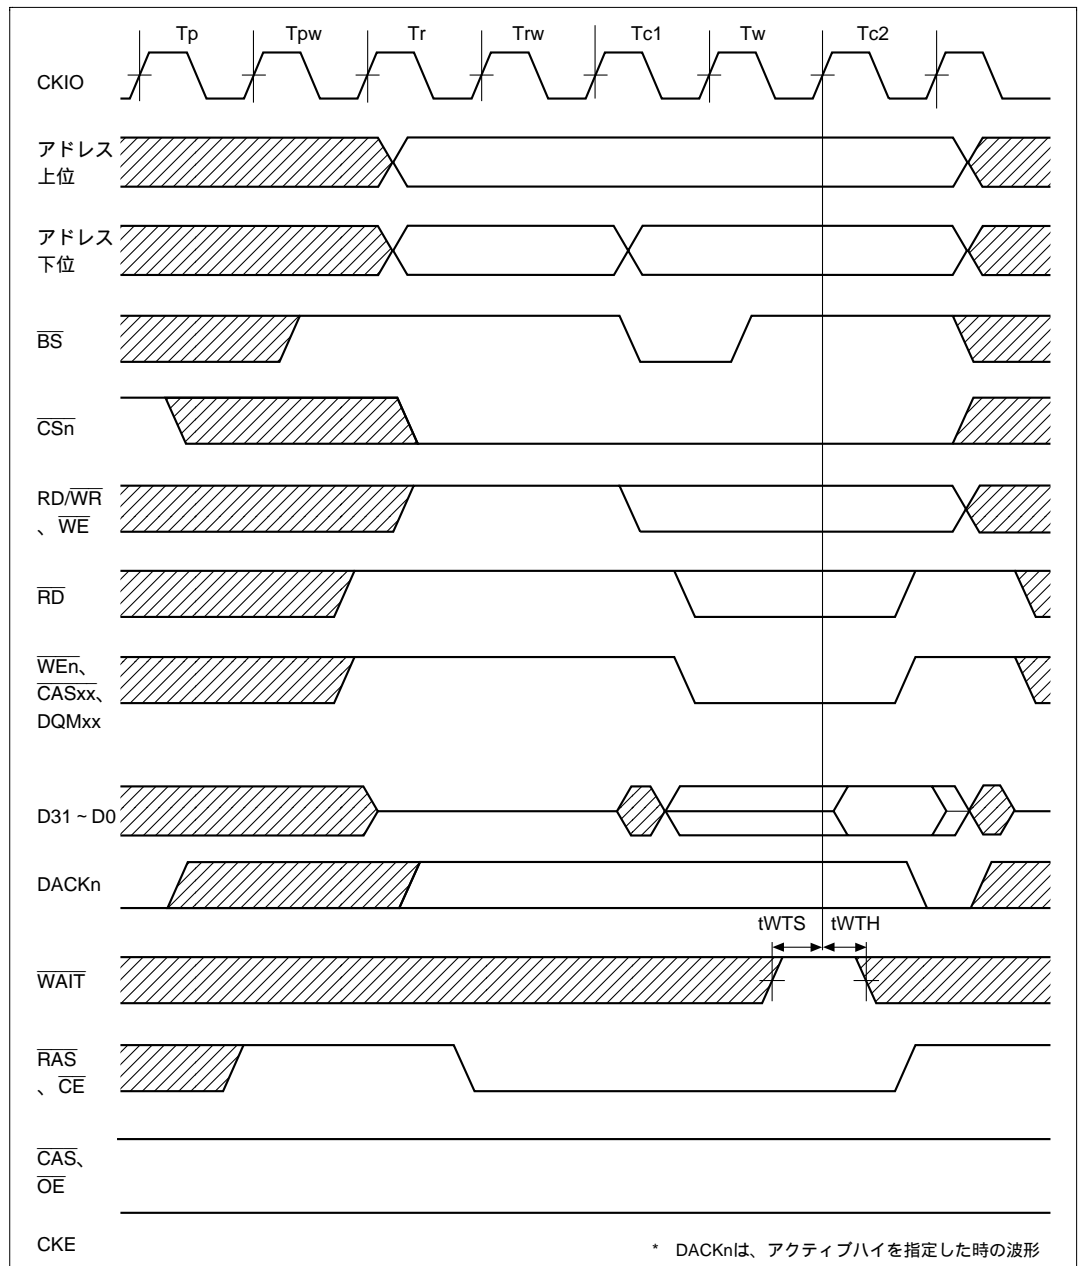 Tp Tpw Tr Trw Tc1 Tw Tc2
CKIO
アドレス
上位
アドレス
下位
BS
CSn
RD/WR
、WE
RD
WEn、
CASxx、
DQMxx
D31 ~ D0
DACKn
tWTS tWTH
WAIT
RAS
、CE
CAS、
OE
CKE
* DACKnは、アクティブハイを指定した時の波形